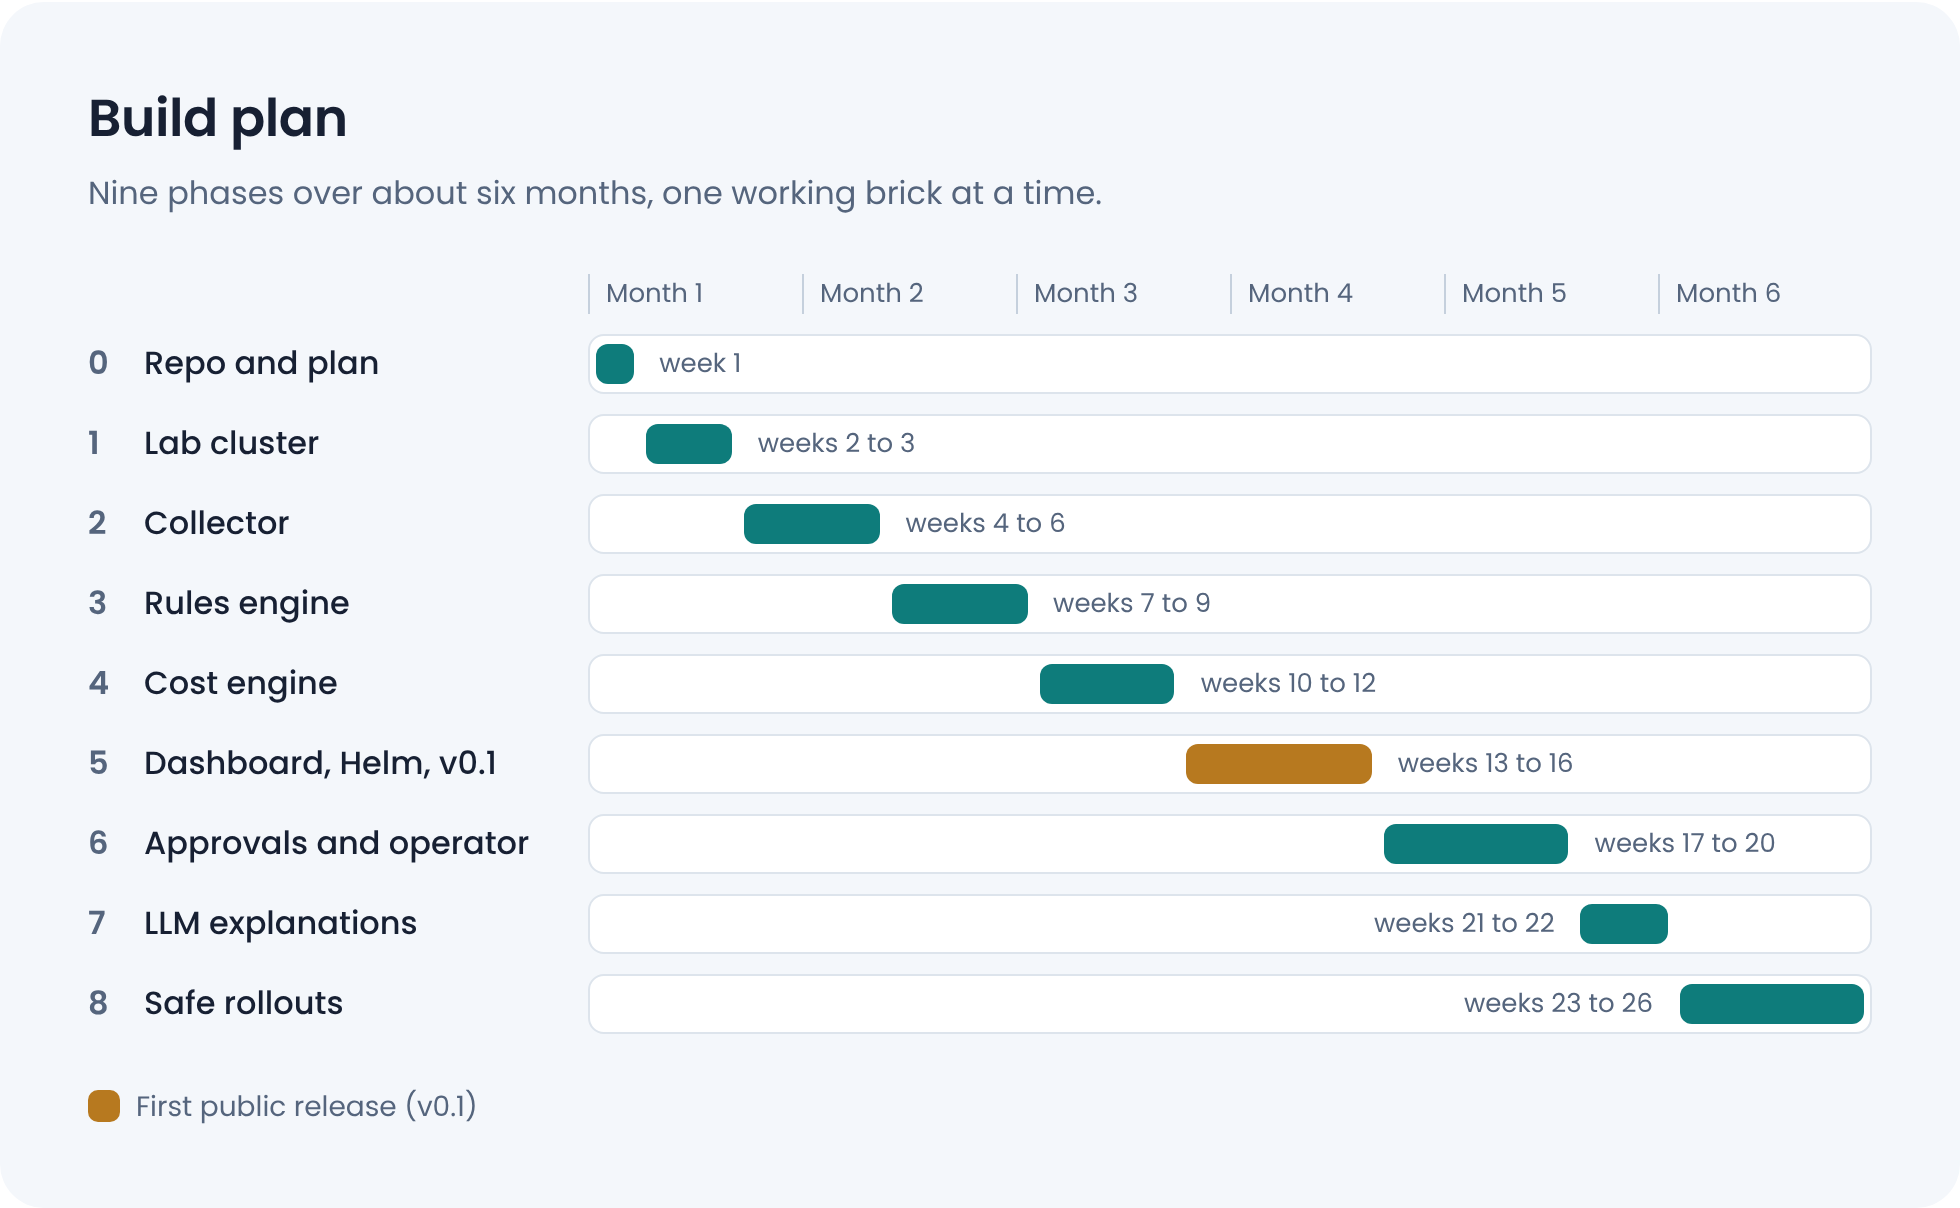 Build plan
Nine phases over about six months, one working brick at a time.
Month 1 Month 2 Month 3 Month 4 Month 5 Month 6
0 Repo and plan week 1
1 Lab cluster weeks 2 to 3
2 Collector weeks 4 to 6
3 Rules engine weeks 7 to 9
4 Cost engine weeks 10 to 12
5 Dashboard, Helm, v0.1 weeks 13 to 16
6 Approvals and operator weeks 17 to 20
7 LLM explanations weeks 21 to 22
8 Safe rollouts weeks 23 to 26
First public release (v0.1)